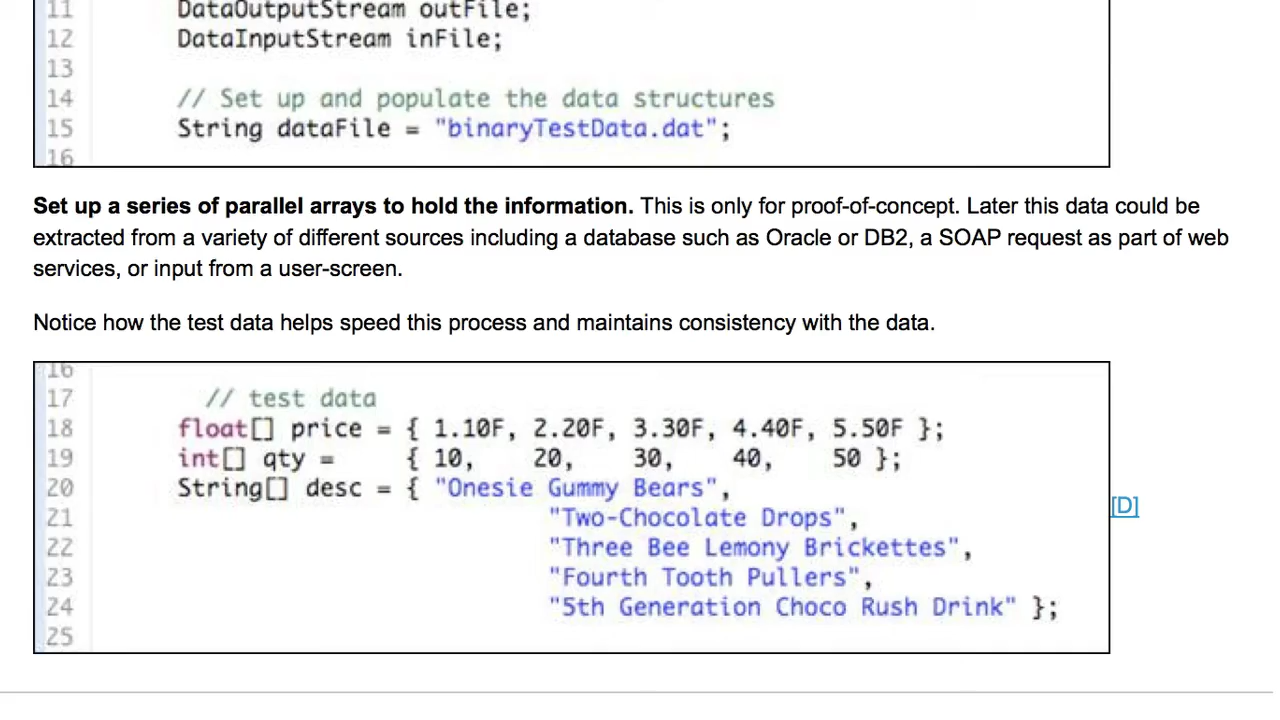 11 DataOutputStream outFile;
12 DataInputStream inFile;
13
14 // Set up and populate the data structures
15 String dataFile = "binaryTestData.dat";
16
Set up a series of parallel arrays to hold the information. This is only for proof-of-concept. Later this data could be
extracted from a variety of different sources including a database such as Oracle or DB2, a SOAP request as part of web
services, or input from a user-screen.
Notice how the test data helps speed this process and maintains consistency with the data.
16
17 // test data
18 float[] price = { 1.10F, 2.20F, 3.30F, 4.40F, 5.50F };
19 int[] qty = { 10, 20, 30, 40, 50 };
20 String[] desc = { "Onesie Gummy Bears",
21 "Two-Chocolate Drops",
22 "Three Bee Lemony Brickettes",
23 "Fourth Tooth Pullers",
24 "5th Generation Choco Rush Drink" };
25
[D]